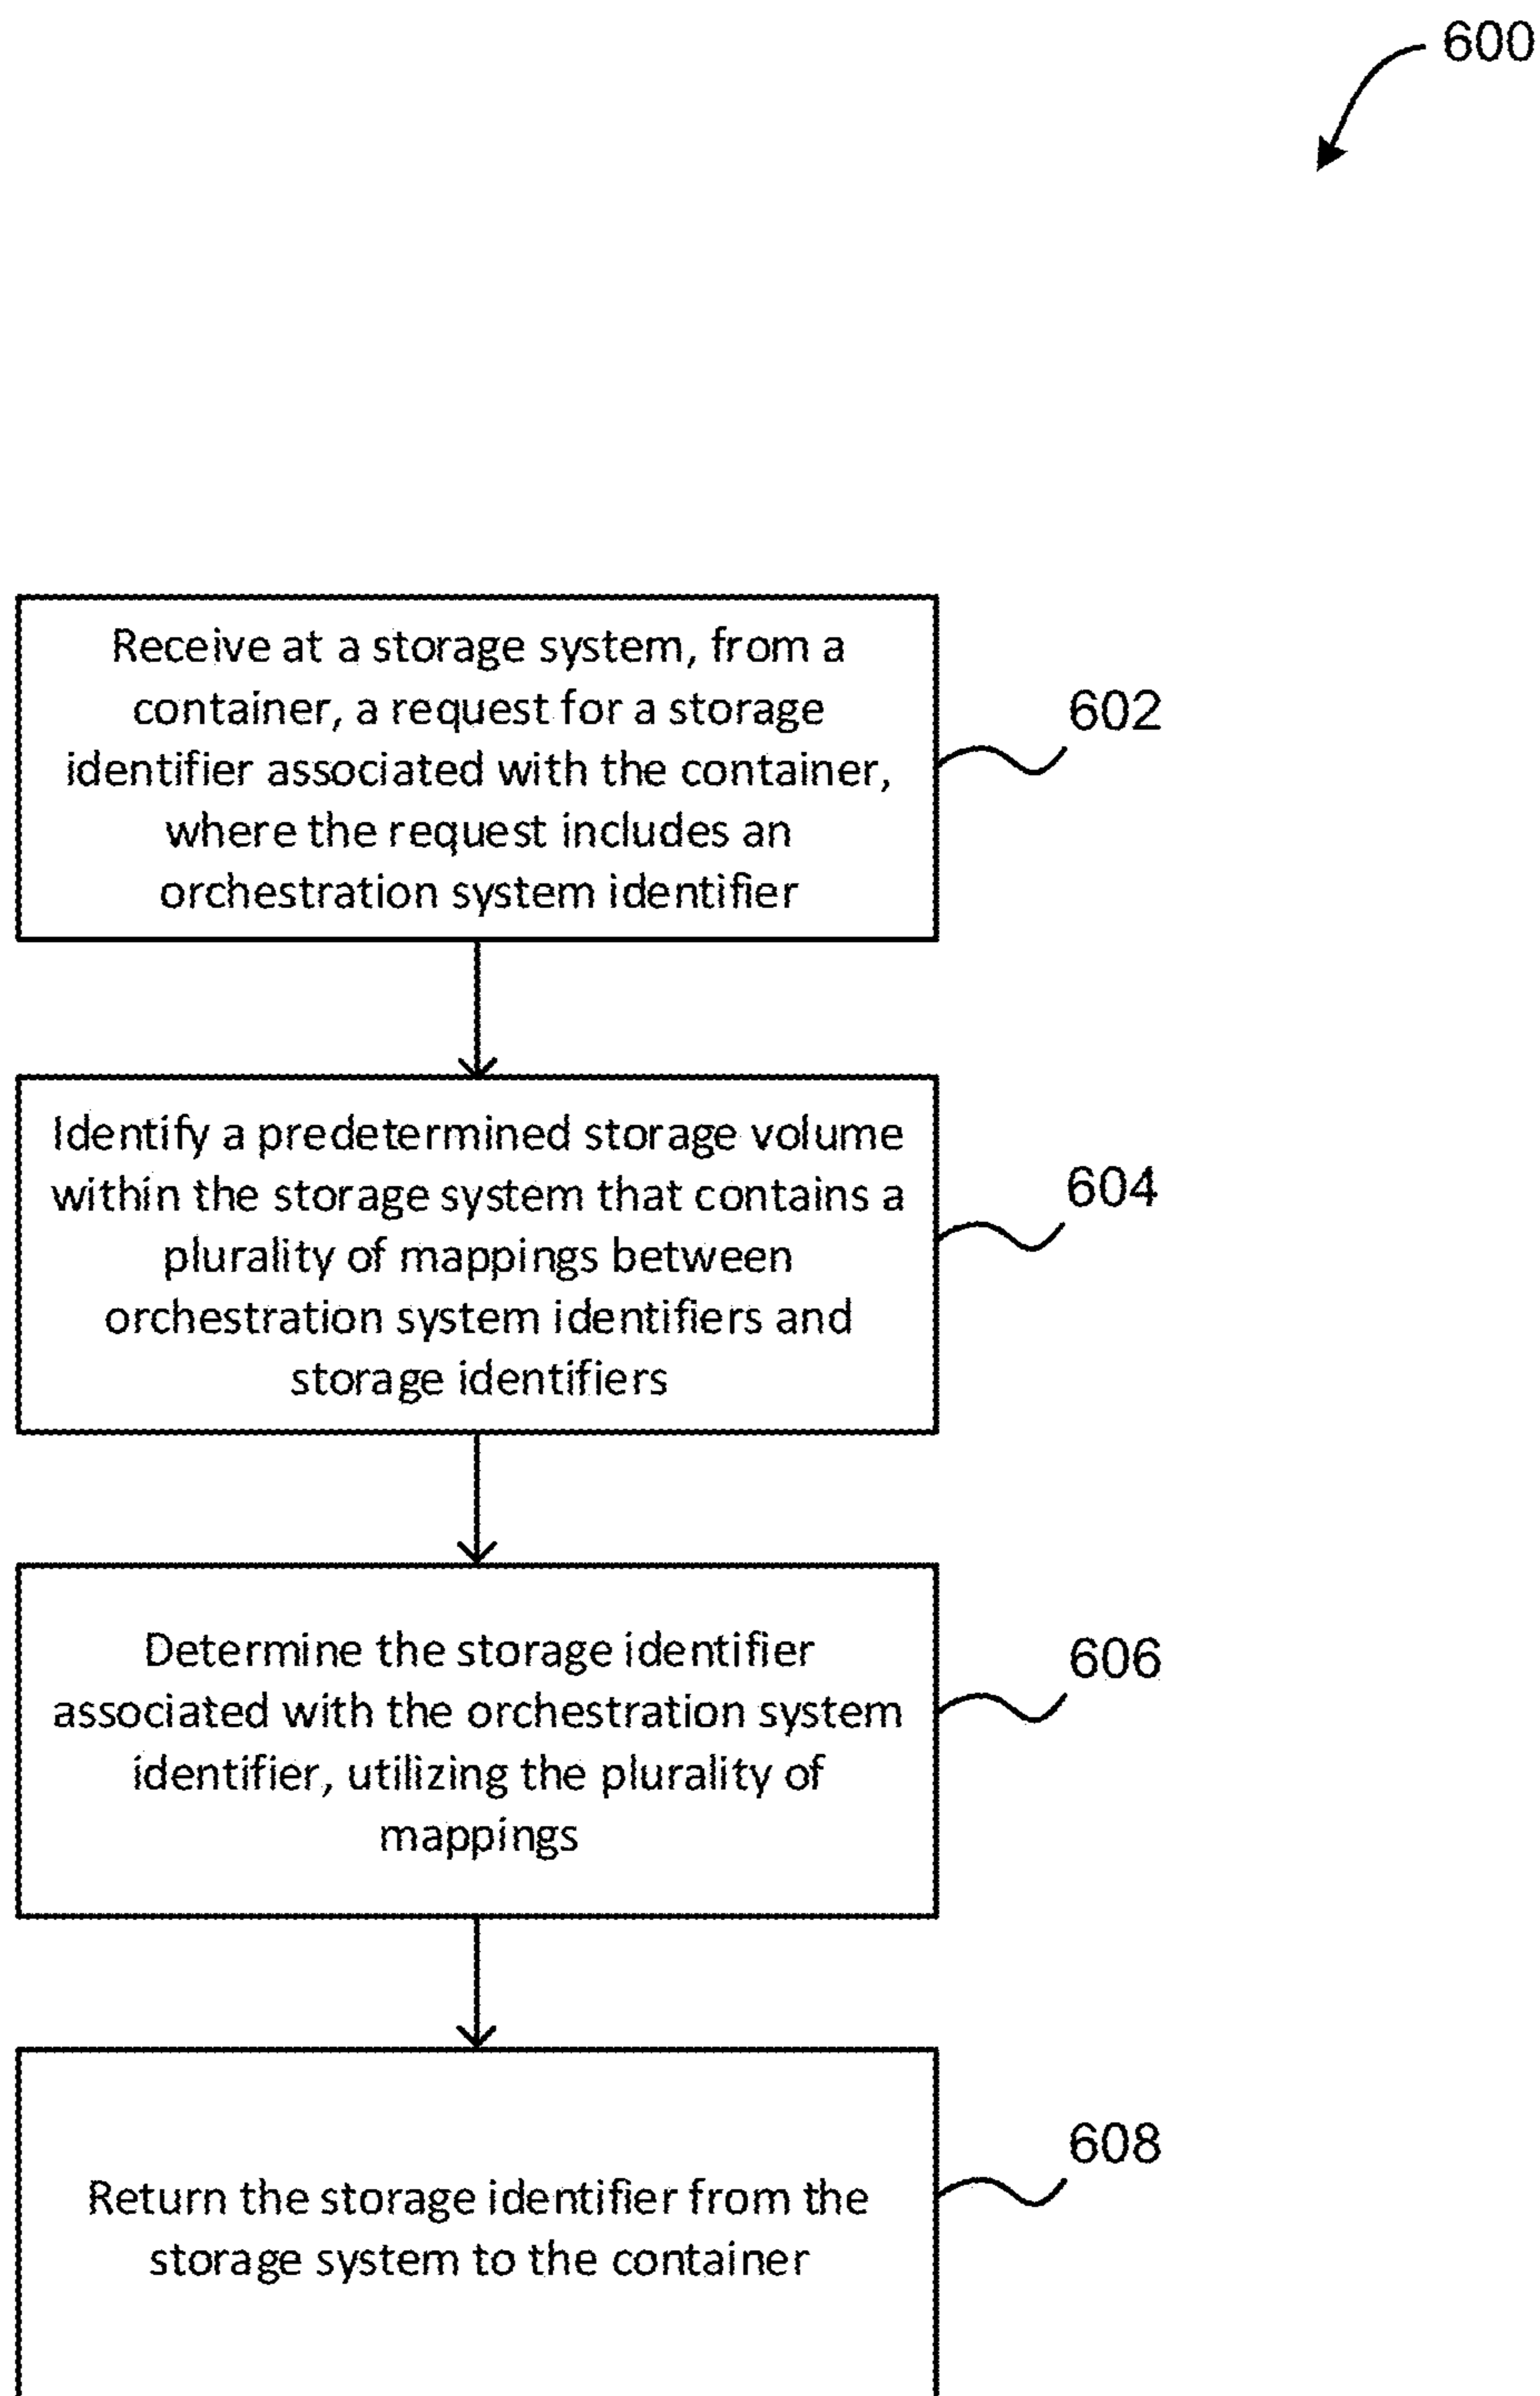 600
Receive at a storage system, from a
container, a request for a storage
identifier associated with the container,
where the request includes an
orchestration system identifier
602
Identify a predetermined storage volume
within the storage system that contains a
plurality of mappings between
orchestration system identifiers and
storage identifiers
604
Determine the storage identifier
associated with the orchestration system
identifier, utilizing the plurality of
mappings
606
Return the storage identifier from the
storage system to the container
608